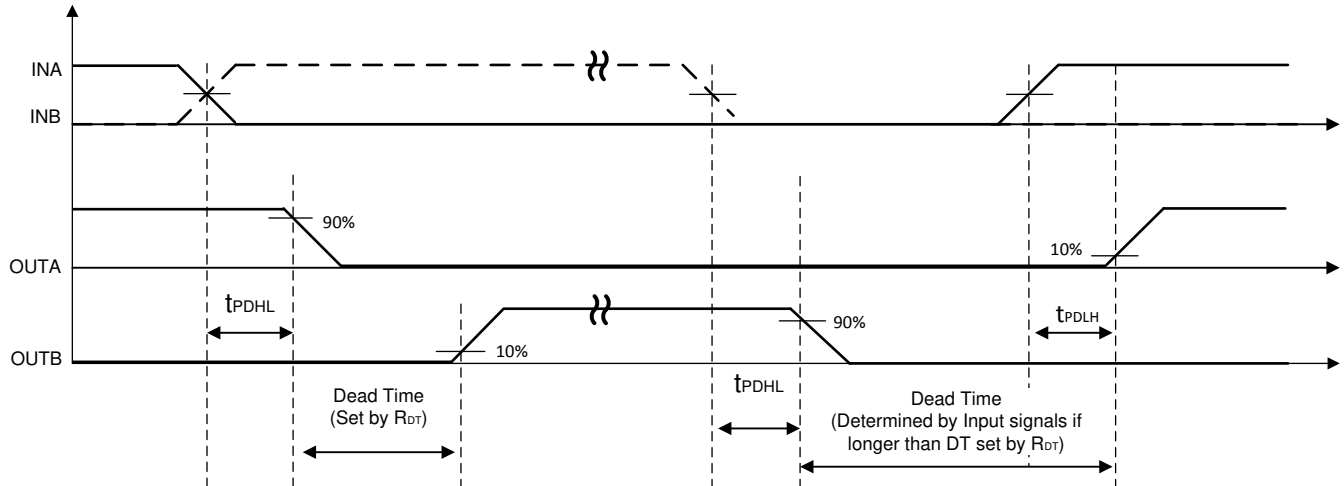 INA
INB
90%
10%
OUTA
tPDHL
tPDLH
90%
10%
OUTB
tPDHL
Dead Time
(Set by RDT)
Dead Time
(Determined by Input signals if
longer than DT set by RDT)